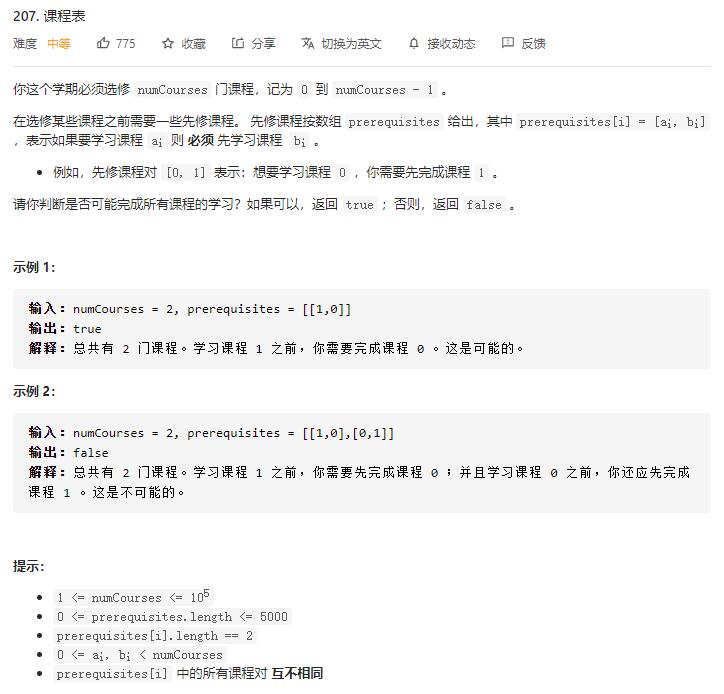 207. 课程表
难度 中等 775 收藏 分享 切换为英文 接收动态 反馈
你这个学期必须选修 numCourses 门课程，记为 0 到 numCourses - 1 。
在选修某些课程之前需要一些先修课程。 先修课程按数组 prerequisites 给出，其中 prerequisites[i] = [aᵢ, bᵢ]
，表示如果要学习课程 aᵢ 则 必须 先学习课程 bᵢ 。
• 例如，先修课程对 [0, 1] 表示：想要学习课程 0 ，你需要先完成课程 1 。
请你判断是否可能完成所有课程的学习？如果可以，返回 true ；否则，返回 false 。
示例 1：
输入：numCourses = 2, prerequisites = [[1,0]]
输出：true
解释：总共有 2 门课程。学习课程 1 之前，你需要完成课程 0 。这是可能的。
示例 2：
输入：numCourses = 2, prerequisites = [[1,0],[0,1]]
输出：false
解释：总共有 2 门课程。学习课程 1 之前，你需要先完成课程 0 ；并且学习课程 0 之前，你还应先完成
课程 1 。这是不可能的。
提示：
• 1 <= numCourses <= 10⁵
• 0 <= prerequisites.length <= 5000
• prerequisites[i].length == 2
• 0 <= aᵢ, bᵢ < numCourses
• prerequisites[i] 中的所有课程对 互不相同